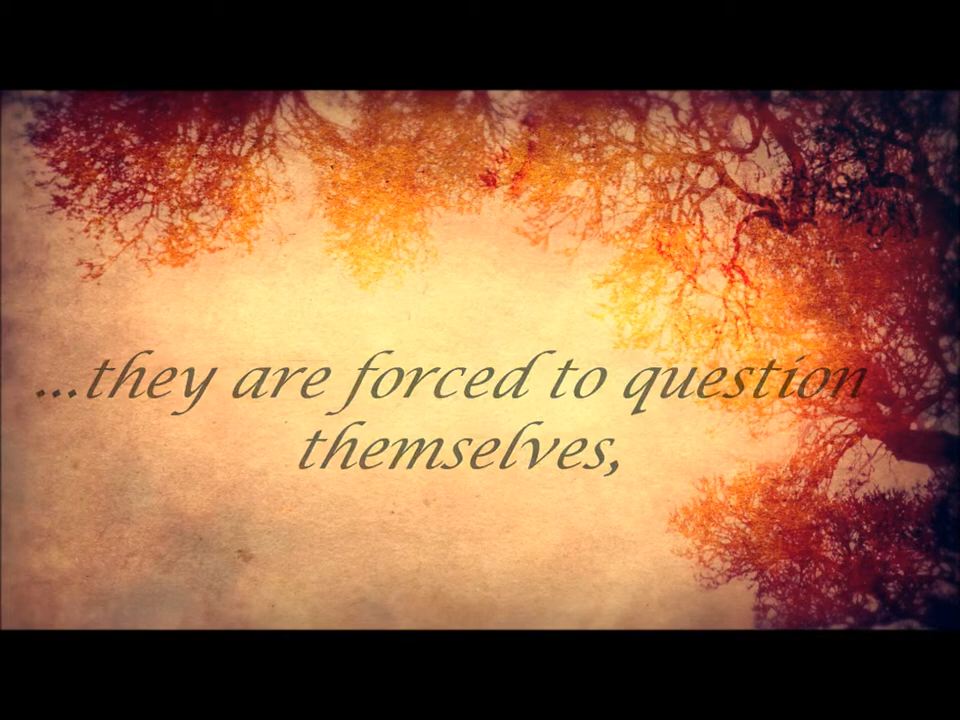 ...they are forced to question
themselves,